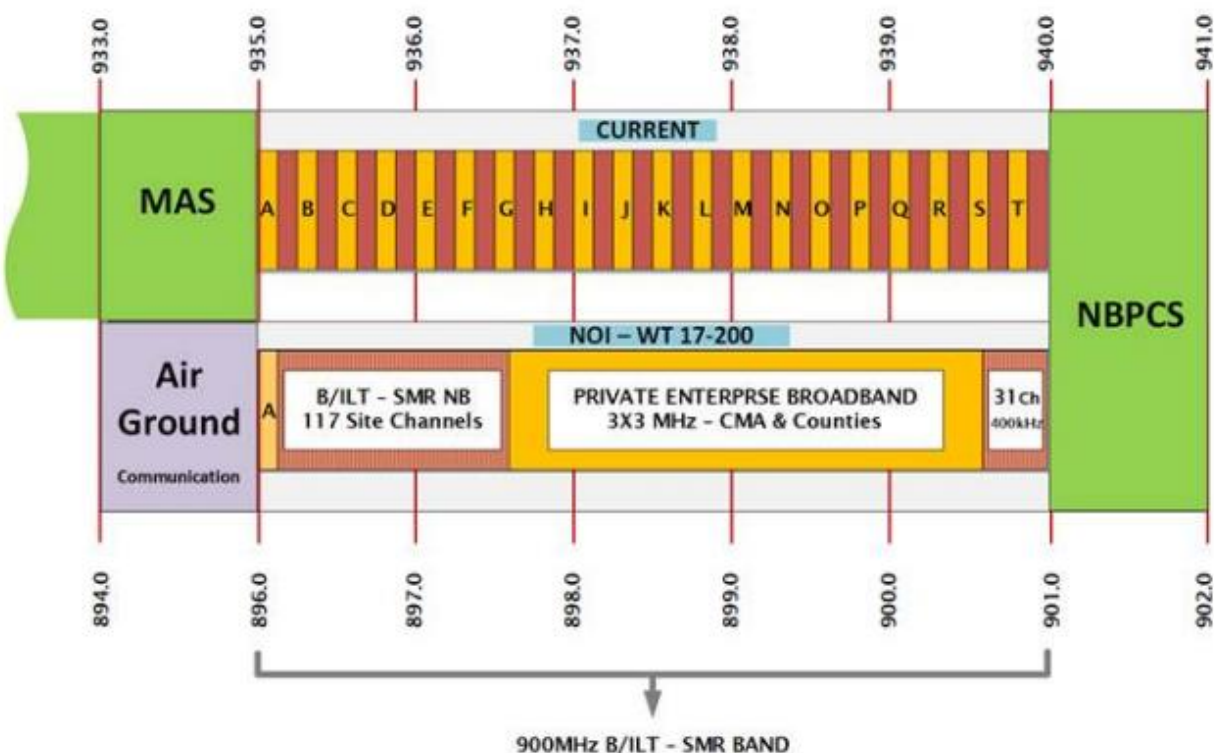 933.0
935.0
936.0
937.0
938.0
939.0
940.0
941.0
CURRENT
MAS
A B C D E F G H I J K L M N O P Q R S T
NBPCS
NOI – WT 17-200
Air
Ground
Communication
A
B/ILT – SMR NB
117 Site Channels
PRIVATE ENTERPRSE BROADBAND
3X3 MHz – CMA & Counties
31 Ch
400kHz
894.0
896.0
897.0
898.0
899.0
900.0
901.0
902.0
900MHz B/ILT – SMR BAND